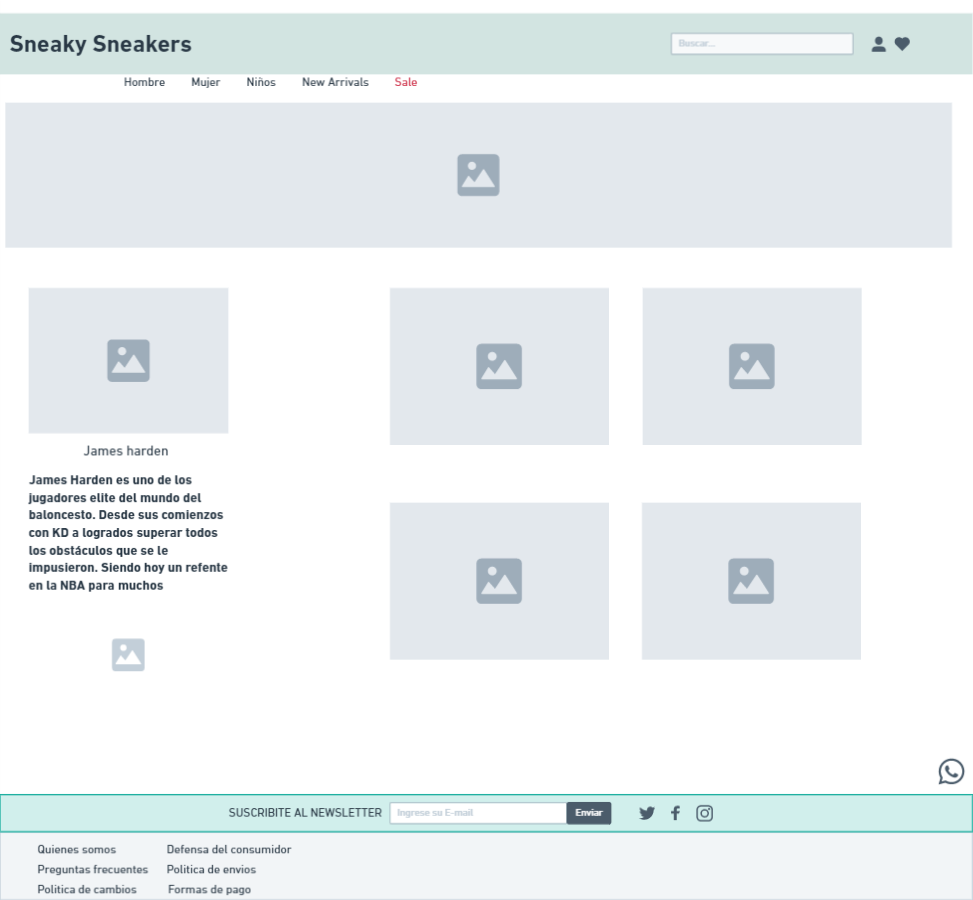 Sneaky Sneakers
Buscar...
Hombre Mujer Niños New Arrivals Sale
James harden
James Harden es uno de los
jugadores elite del mundo del
baloncesto. Desde sus comienzos
con KD a logrados superar todos
los obstáculos que se le
impusieron. Siendo hoy un refente
en la NBA para muchos
SUSCRIBITE AL NEWSLETTER Ingrese su E-mail Enviar
Quienes somos Defensa del consumidor
Preguntas frecuentes Politica de envios
Politica de cambios Formas de pago